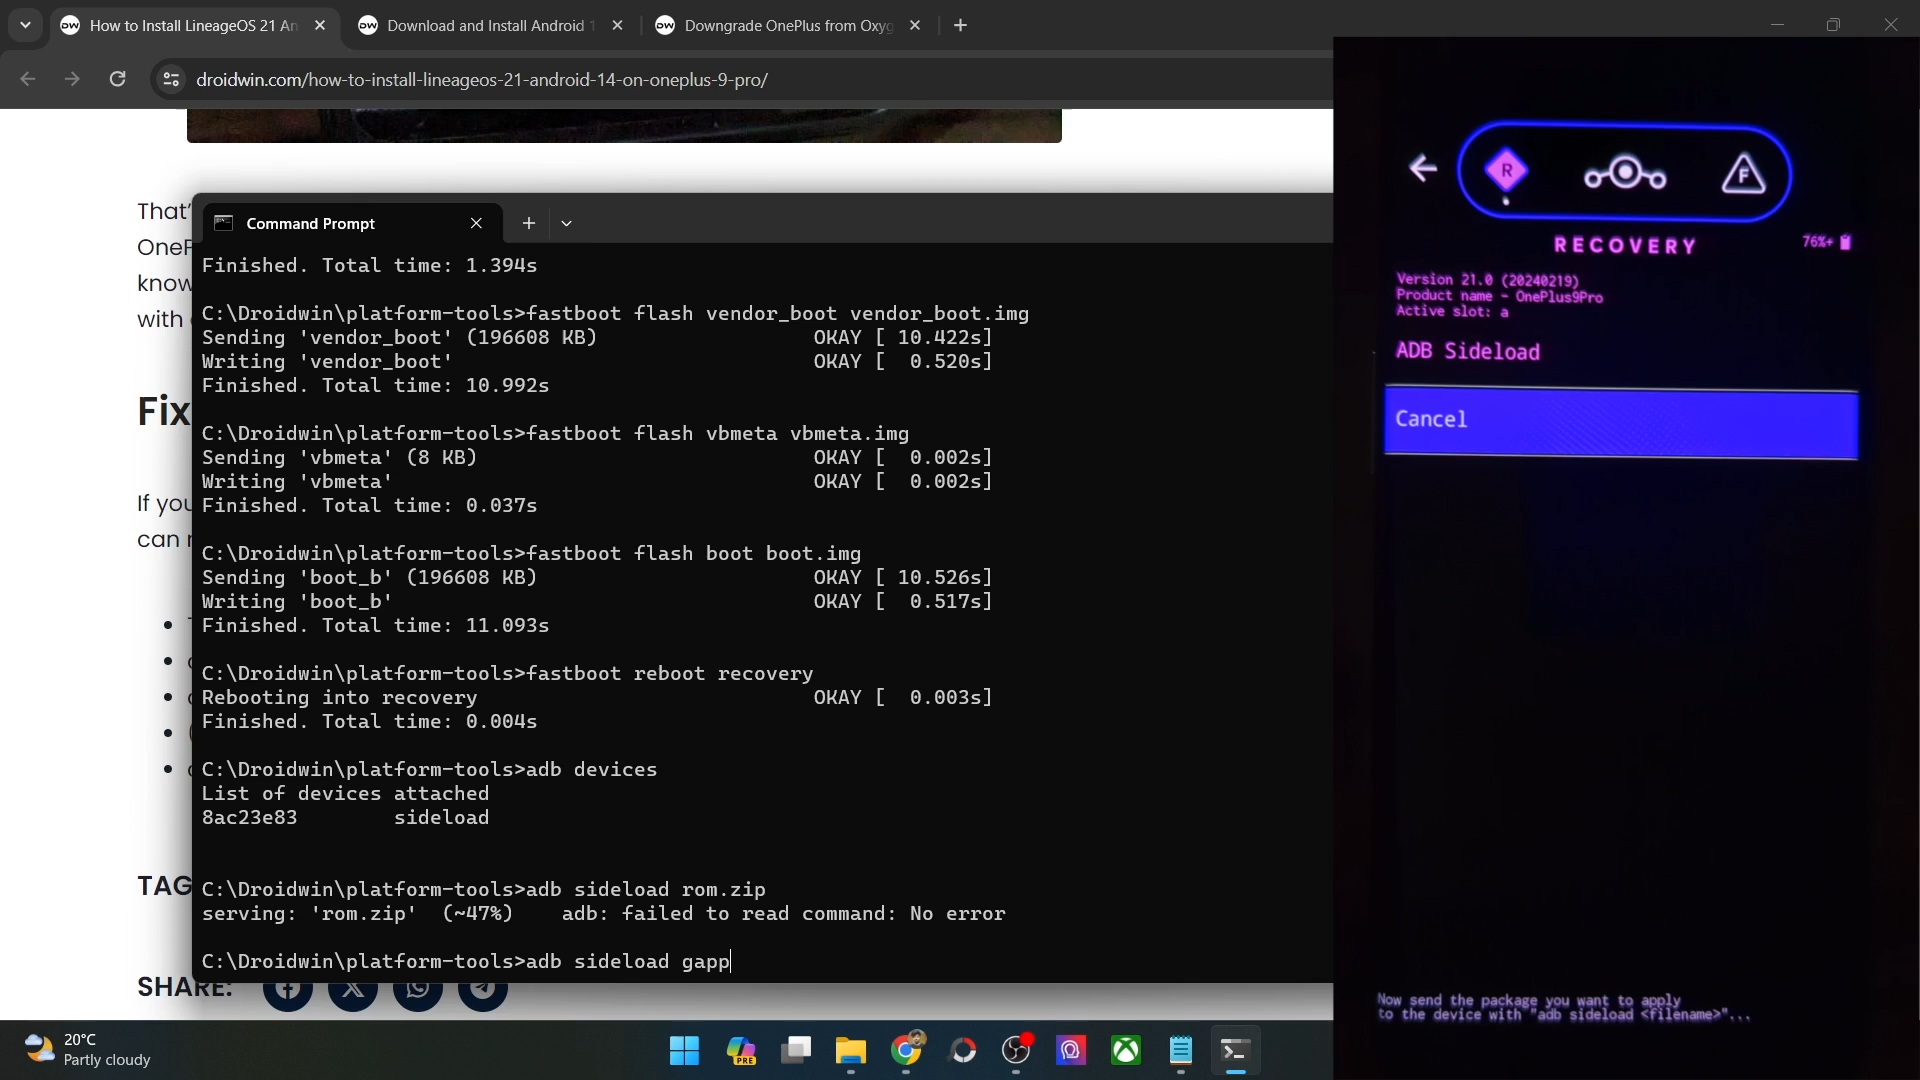 How to Install LineageOS 21 An
Download and Install Android 1
Downgrade OnePlus from Oxyg
droidwin.com/how-to-install-lineageos-21-android-14-on-oneplus-9-pro/
That'
OneP
know
with
Fix
If you
can
TAG
SHARE:
Command Prompt
Finished. Total time: 1.394s
C:\Droidwin\platform-tools>fastboot flash vendor_boot vendor_boot.img
Sending 'vendor_boot' (196608 KB) OKAY [ 10.422s]
Writing 'vendor_boot' OKAY [ 0.520s]
Finished. Total time: 10.992s
C:\Droidwin\platform-tools>fastboot flash vbmeta vbmeta.img
Sending 'vbmeta' (8 KB) OKAY [ 0.002s]
Writing 'vbmeta' OKAY [ 0.002s]
Finished. Total time: 0.037s
C:\Droidwin\platform-tools>fastboot flash boot boot.img
Sending 'boot_b' (196608 KB) OKAY [ 10.526s]
Writing 'boot_b' OKAY [ 0.517s]
Finished. Total time: 11.093s
C:\Droidwin\platform-tools>fastboot reboot recovery
Rebooting into recovery OKAY [ 0.003s]
Finished. Total time: 0.004s
C:\Droidwin\platform-tools>adb devices
List of devices attached
8ac23e83 sideload
C:\Droidwin\platform-tools>adb sideload rom.zip
serving: 'rom.zip' (~47%) adb: failed to read command: No error
C:\Droidwin\platform-tools>adb sideload gapp
R
F
RECOVERY
76%+
Version 21.0 (20240219)
Product name - OnePlus9Pro
Active slot: a
ADB Sideload
Cancel
Now send the package you want to apply
to the device with "adb sideload <filename>"...
20°C
Partly cloudy
PRE